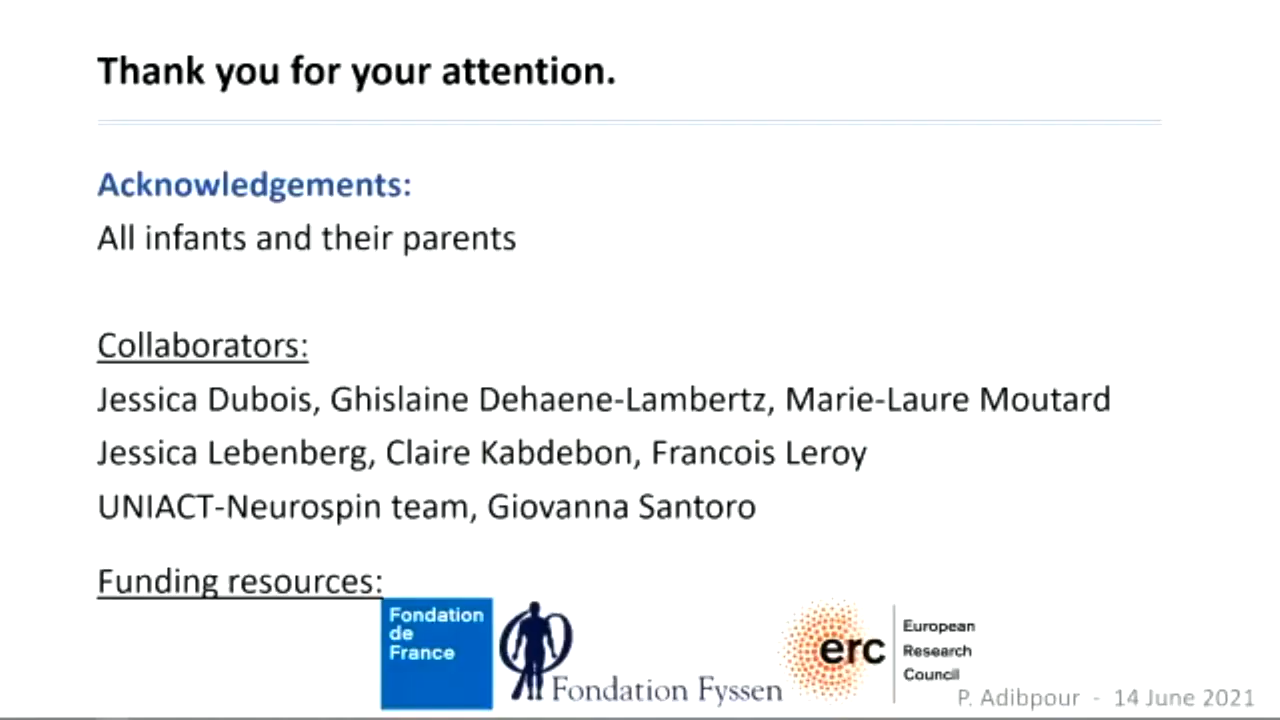 Thank you for your attention.
Acknowledgements:
All infants and their parents
Collaborators:
Jessica Dubois, Ghislaine Dehaene-Lambertz, Marie-Laure Moutard
Jessica Lebenberg, Claire Kabdebon, Francois Leroy
UNIACT-Neurospin team, Giovanna Santoro
Funding resources:
Fondation
de
France
Fondation Fyssen
erc
European
Research
Council
P. Adibpour - 14 June 2021